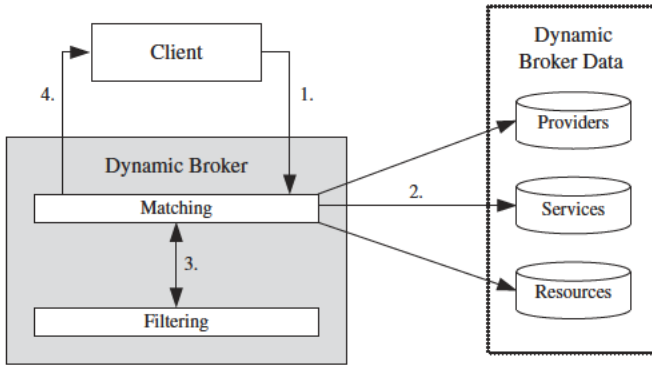 Client
4.
1.
Dynamic Broker
Matching
3.
Filtering
2.
Dynamic
Broker Data
Providers
Services
Resources